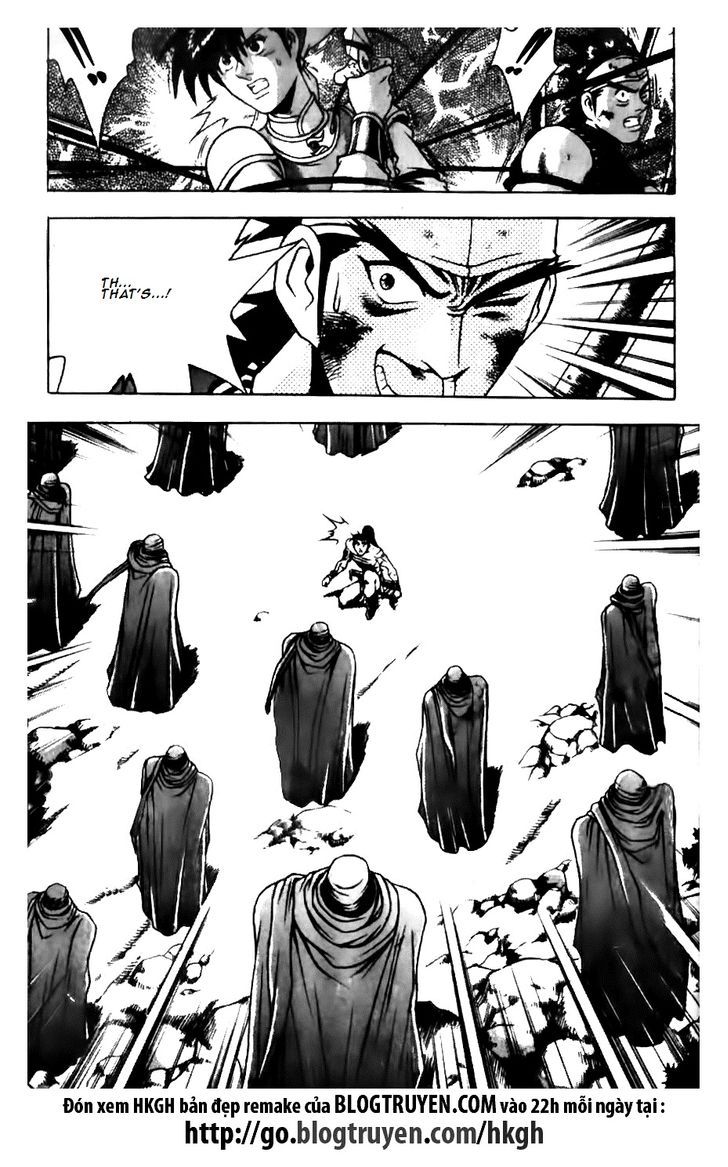 !!
!!
TH...
THAT'S...!
Đón xem HKGH bản đẹp remake của BLOGTRUYEN.COM vào 22h mỗi ngày tại :
http://go.blogtruyen.com/hkgh